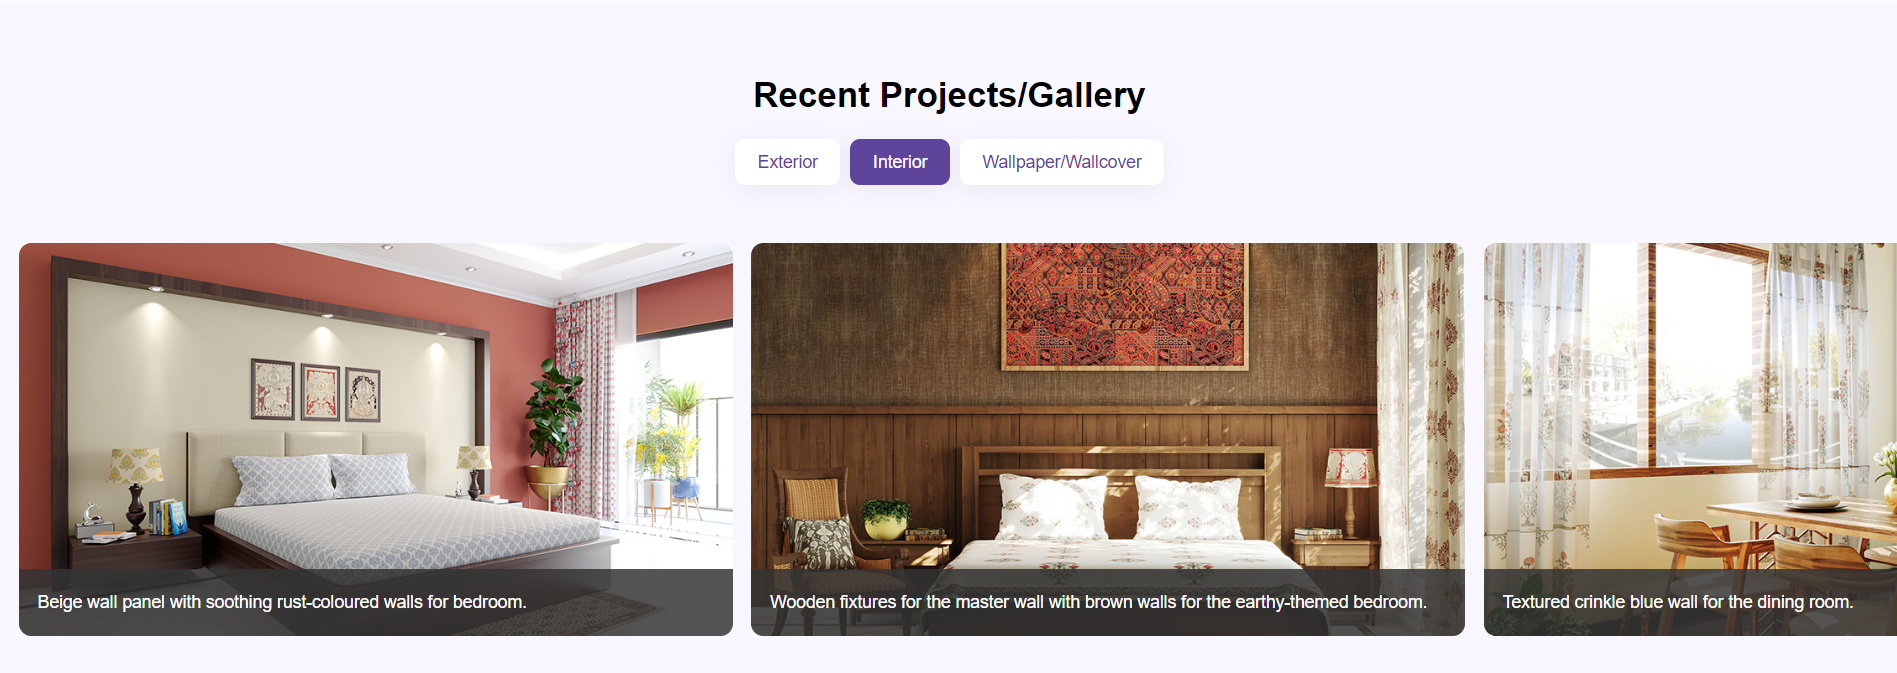 Recent Projects/Gallery
Exterior
Interior
Wallpaper/Wallcover
Beige wall panel with soothing rust-coloured walls for bedroom.
Wooden fixtures for the master wall with brown walls for the earthy-themed bedroom.
Textured crinkle blue wall for the dining room.